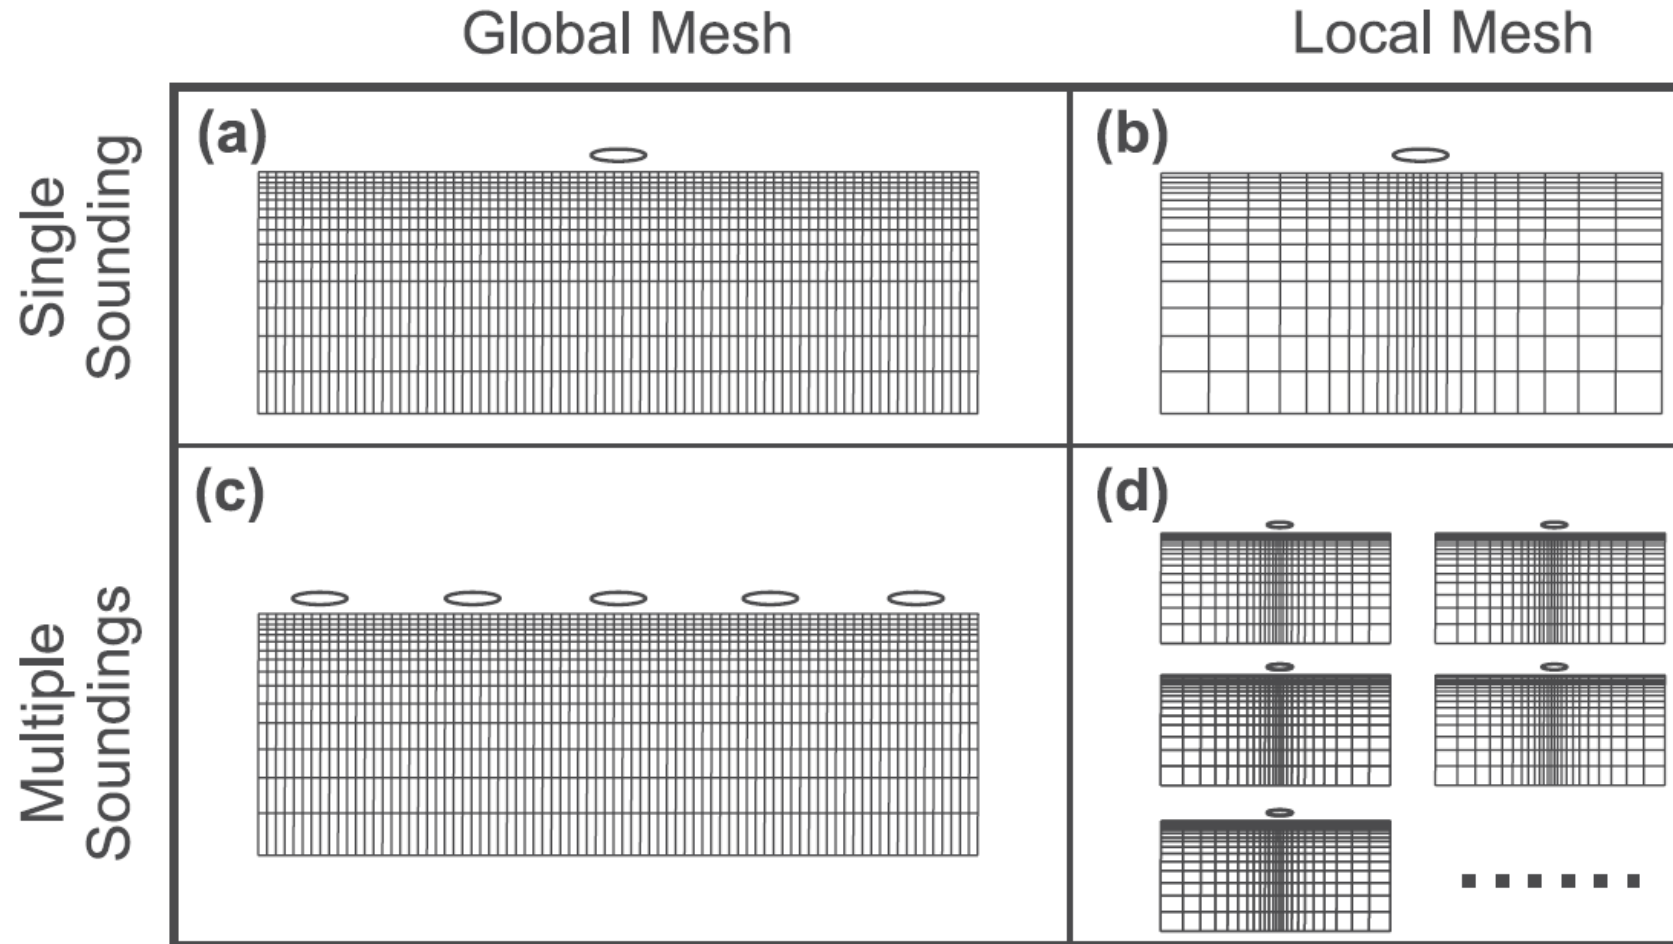 Global Mesh
Local Mesh
Single
Sounding
(a)
(b)
Multiple
Soundings
(c)
(d)